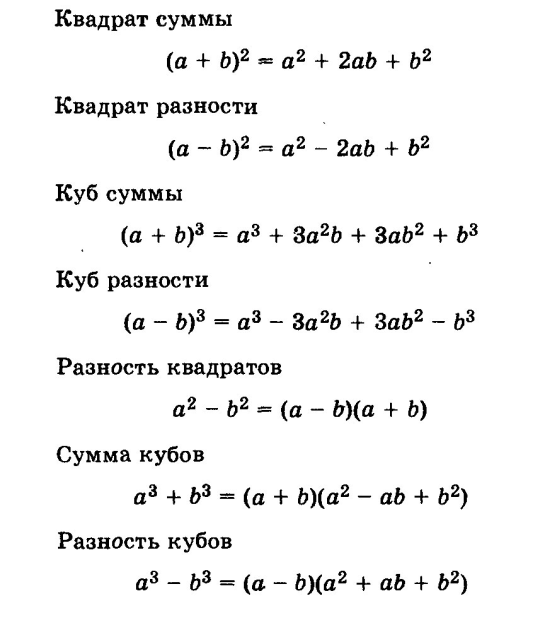 Квадрат суммы
(a + b)² = a² + 2ab + b²
Квадрат разности
(a − b)² = a² − 2ab + b²
Куб суммы
(a + b)³ = a³ + 3a²b + 3ab² + b³
Куб разности
(a − b)³ = a³ − 3a²b + 3ab² − b³
Разность квадратов
a² − b² = (a − b)(a + b)
Сумма кубов
a³ + b³ = (a + b)(a² − ab + b²)
Разность кубов
a³ − b³ = (a − b)(a² + ab + b²)